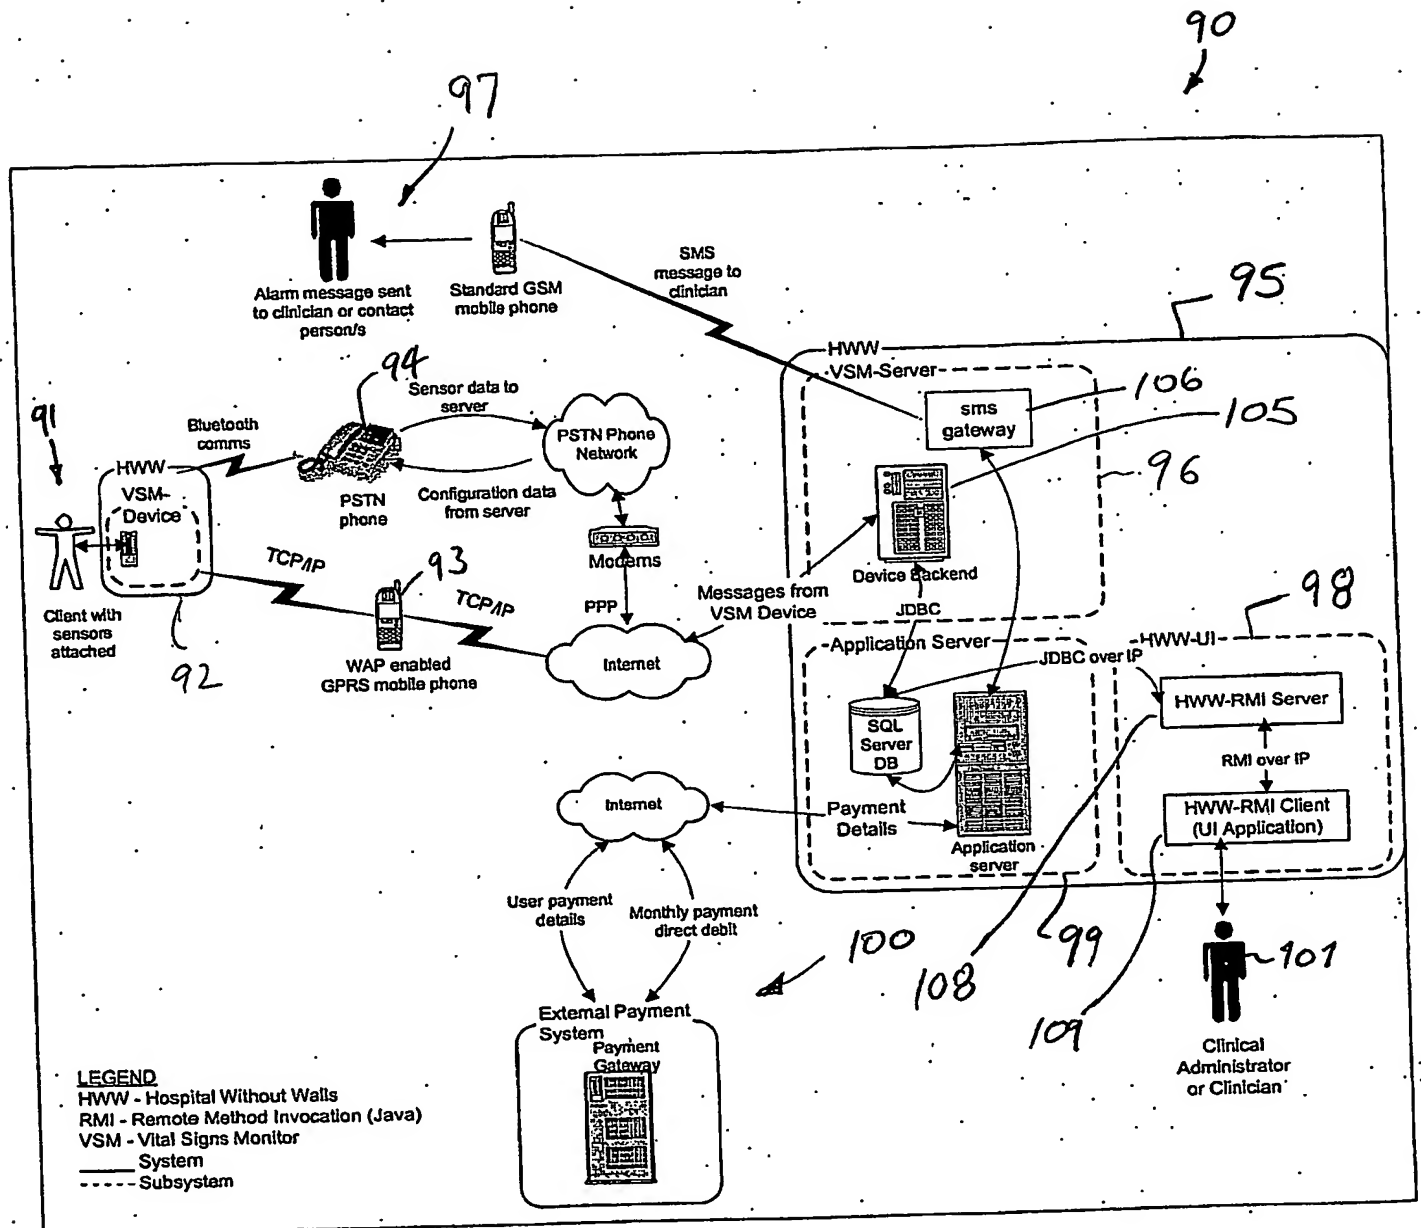 90
97
Alarm message sent
to clinician or contact
person/s
Standard GSM
mobile phone
SMS
message to
clinician
95
HWW
VSM-Server
sms
gateway
106
105
96
94
Sensor data to
server
91
Bluetooth
comms
PSTN Phone
Network
HWW
VSM-
Device
PSTN
phone
Configuration data
from server
Modems
Device Backend
TCP/IP
93
TCP/IP
PPP
Messages from
VSM Device
JDBC
98
Client with
sensors
attached
92
WAP enabled
GPRS mobile phone
Internet
Application Server
HWW-UI
JDBC over IP
HWW-RMI Server
SQL
Server
DB
RMI over IP
Internet
Payment
Details
HWW-RMI Client
(UI Application)
Application
server
User payment
details
Monthly payment
direct debit
100
99
108
101
109
External Payment
System
Payment
Gateway
Clinical
Administrator
or Clinician
LEGEND
HWW - Hospital Without Walls
RMI - Remote Method Invocation (Java)
VSM - Vital Signs Monitor
System
Subsystem